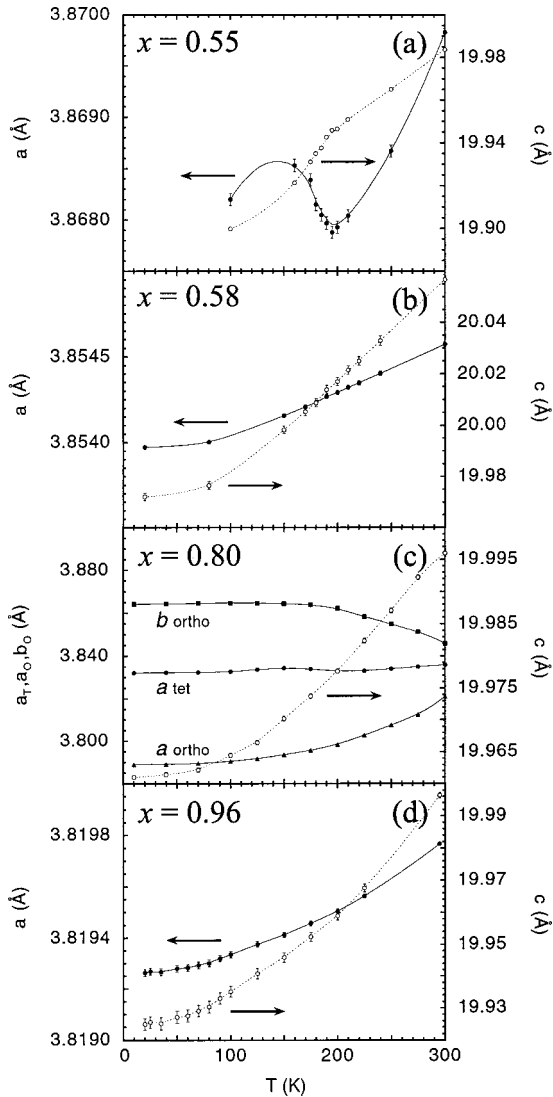 x = 0.55
(a)
3.8700
3.8690
3.8680
a (Å)
19.98
19.94
19.90
c (Å)
x = 0.58
(b)
3.8545
3.8540
a (Å)
20.04
20.02
20.00
19.98
c (Å)
x = 0.80
(c)
3.880
3.840
3.800
a_T,a_O,b_O (Å)
b ortho
a tet
a ortho
19.995
19.985
19.975
19.965
c (Å)
x = 0.96
(d)
3.8198
3.8194
3.8190
a (Å)
19.99
19.97
19.95
19.93
c (Å)
0 100 200 300
T (K)